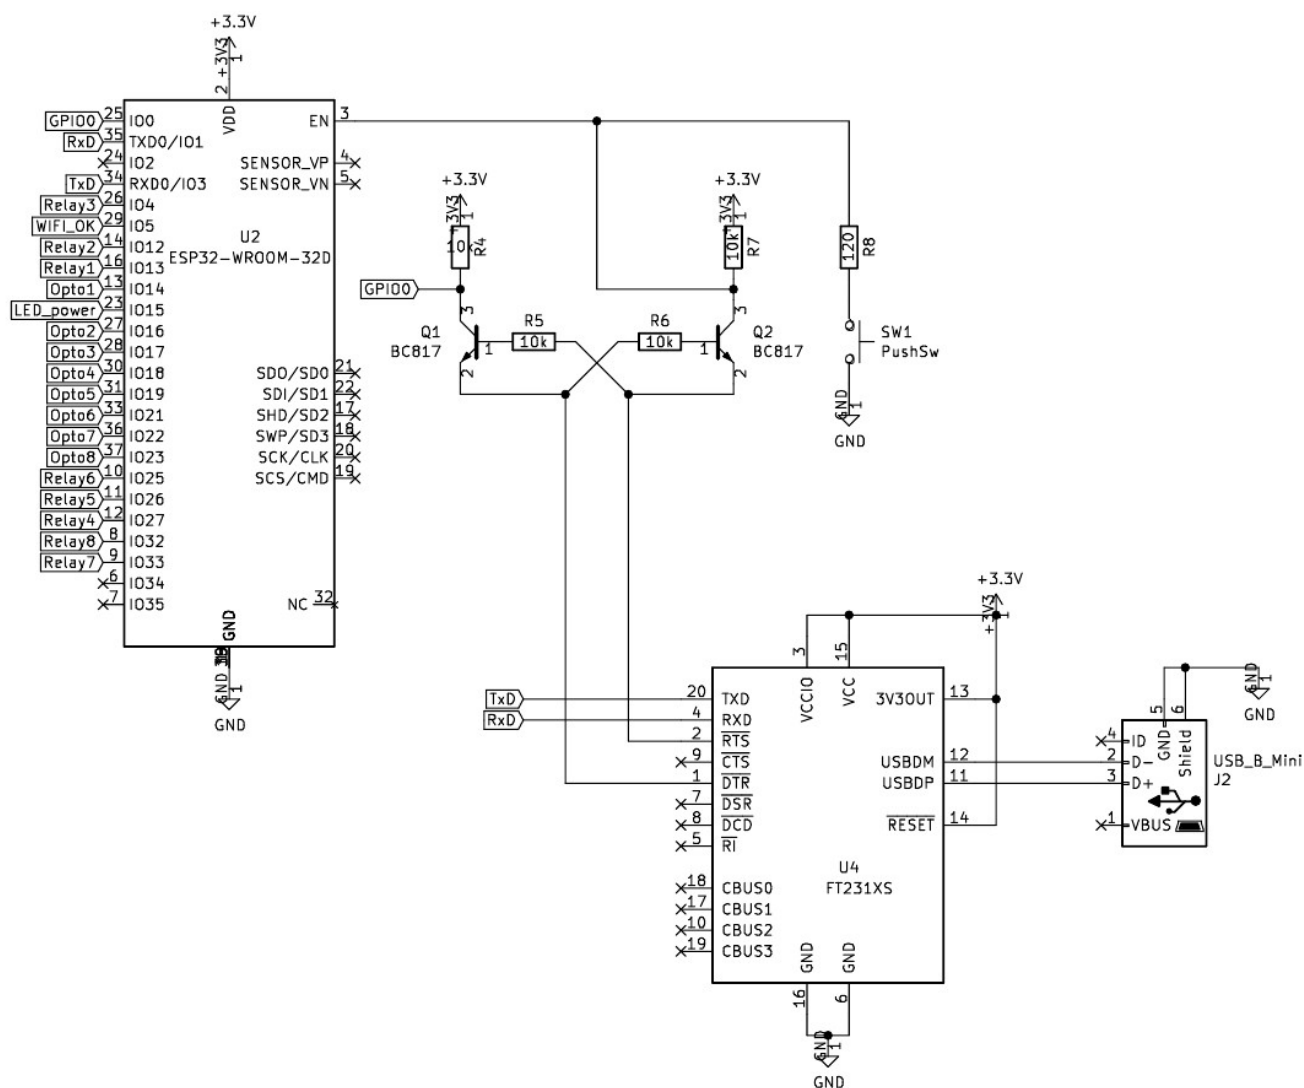 +3.3V
+3V3
1
2
VDD
GPIO0 25 IO0
EN 3
RxD 35 TXD0/IO1
24 IO2
SENSOR_VP 4
TxD 34 RXD0/IO3
SENSOR_VN 5
Relay3 26 IO4
WIFI_OK 29 IO5
Relay2 14 IO12
U2
ESP32-WROOM-32D
Relay1 16 IO13
Opto1 13 IO14
LED_power 23 IO15
Opto2 27 IO16
Opto3 28 IO17
Opto4 30 IO18
SDO/SD0 21
Opto5 31 IO19
SDI/SD1 22
Opto6 33 IO21
SHD/SD2 17
Opto7 36 IO22
SWP/SD3 18
Opto8 37 IO23
SCK/CLK 20
Relay6 10 IO25
SCS/CMD 19
Relay5 11 IO26
Relay4 12 IO27
Relay8 8 IO32
Relay7 9 IO33
6 IO34
7 IO35
NC 32
GND
GND
1
GND
+3.3V
+3V3
1
10k
R4
GPIO0
3
Q1
BC817
1
2
R5
10k
R6
10k
+3.3V
+3V3
1
10k
R7
3
Q2
BC817
1
2
120
R8
SW1
PushSw
GND
1
GND
+3.3V
+3V3
1
3
15
VCCIO
VCC
TxD 20 TXD
3V3OUT 13
RxD 4 RXD
2 RTS
9 CTS
USBDM 12
1 DTR
USBDP 11
7 DSR
8 DCD
RESET 14
5 RI
U4
FT231XS
18 CBUS0
17 CBUS1
10 CBUS2
19 CBUS3
GND
GND
16
6
GND
1
GND
GND
1
GND
5
6
GND
Shield
4 ID
2 D-
3 D+
1 VBUS
USB_B_Mini
J2